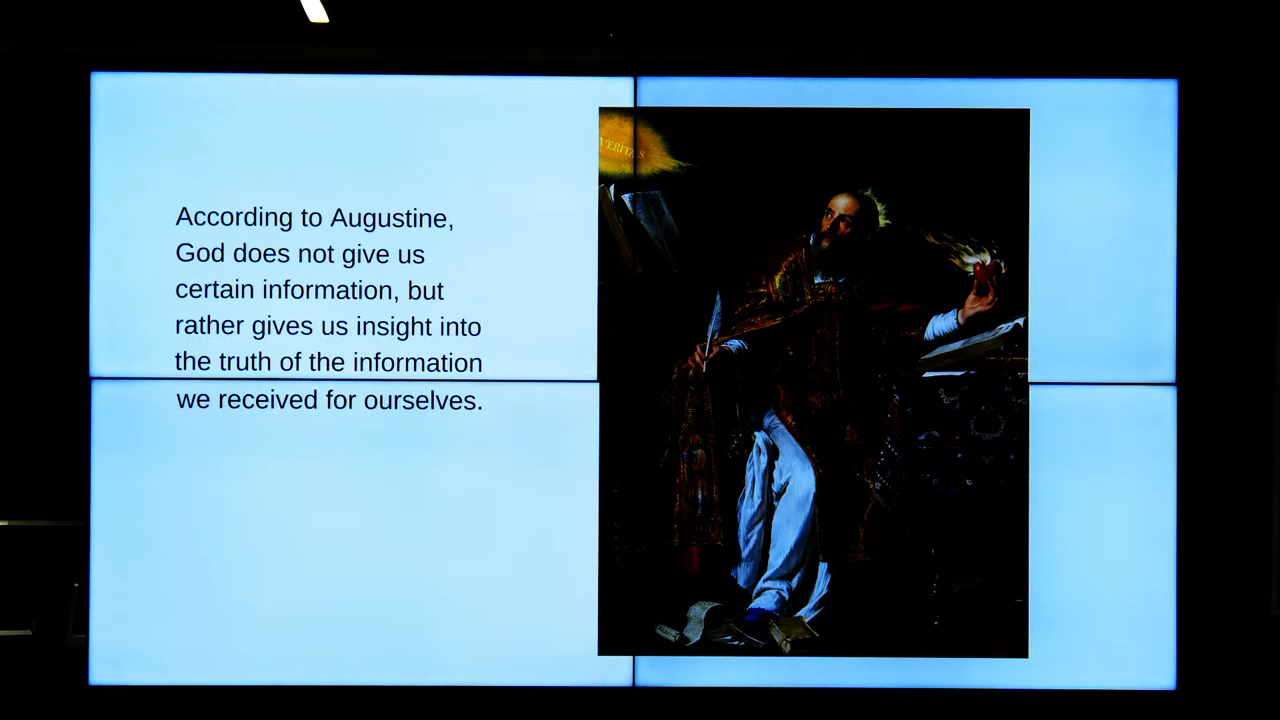 According to Augustine,
God does not give us
certain information, but
rather gives us insight into
the truth of the information
we received for ourselves.
VERITAS